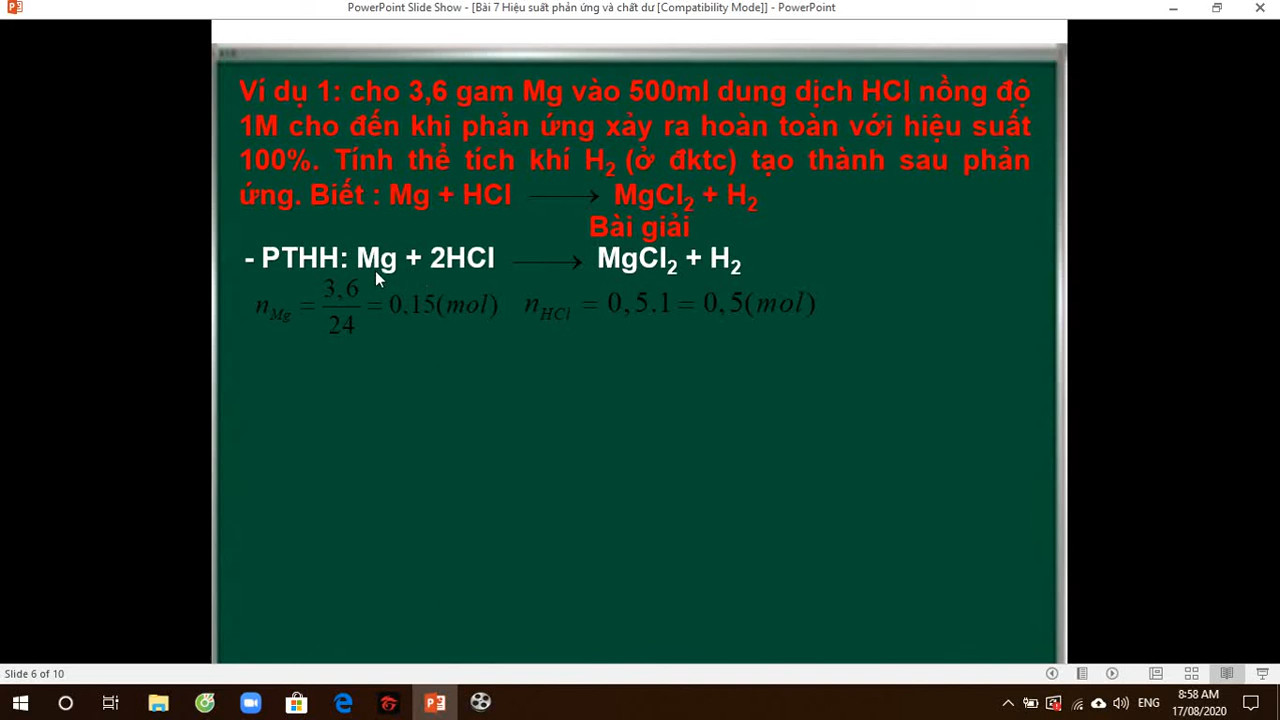 PowerPoint Slide Show - [Bài 7 Hiệu suất phản ứng và chất dư [Compatibility Mode]] - PowerPoint
Ví dụ 1: cho 3,6 gam Mg vào 500ml dung dịch HCl nồng độ
1M cho đến khi phản ứng xảy ra hoàn toàn với hiệu suất
100%. Tính thể tích khí H₂ (ở đktc) tạo thành sau phản
ứng. Biết : Mg + HCl ⟶ MgCl₂ + H₂
Bài giải
- PTHH: Mg + 2HCl ⟶ MgCl₂ + H₂
n_Mg = 3,6/24 = 0,15(mol) n_HCl = 0,5.1 = 0,5(mol)
Slide 6 of 10
8:58 AM
ENG
17/08/2020